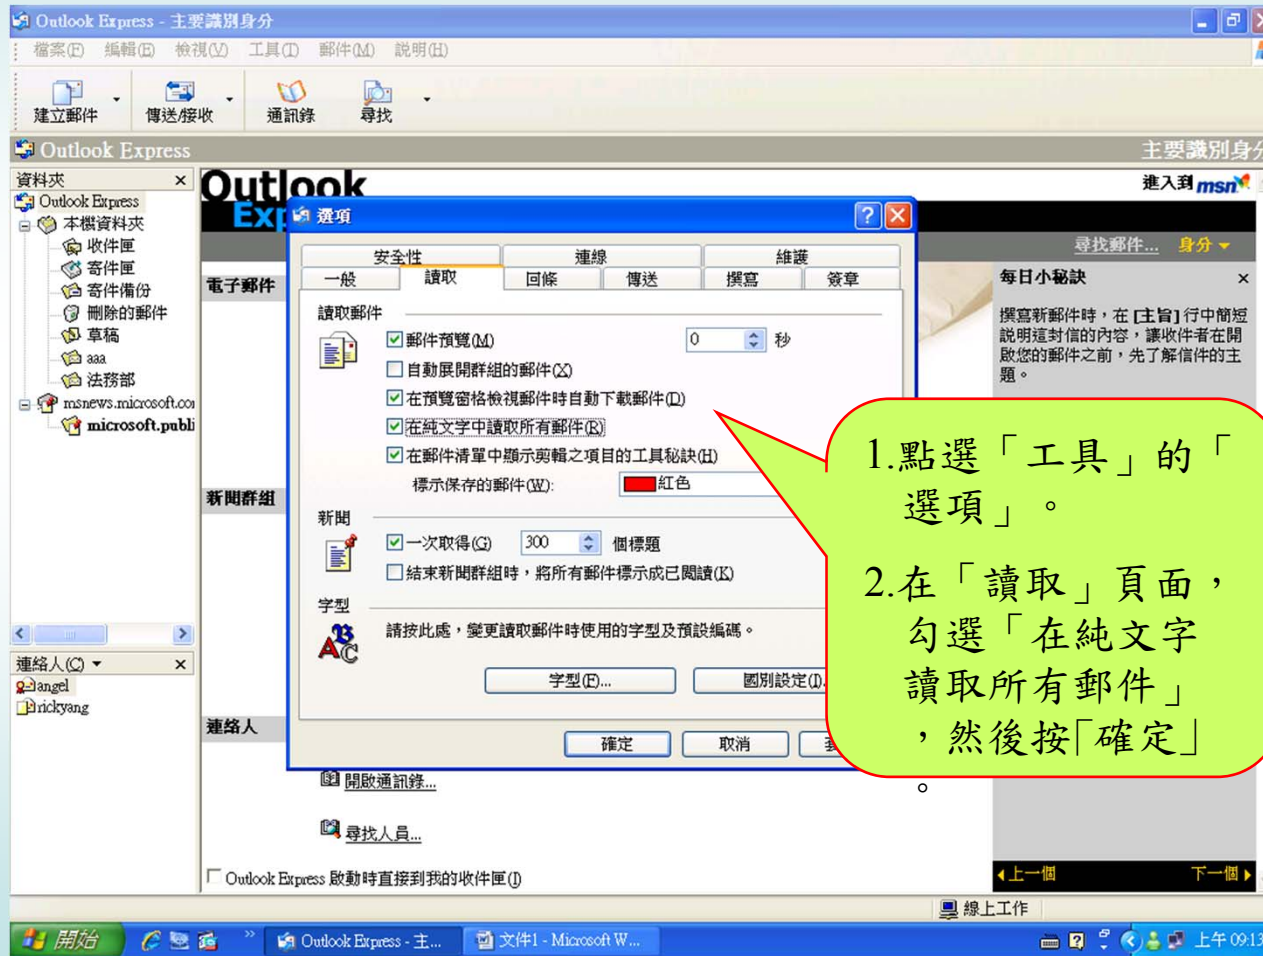 Outlook Express - 主要識別身分
檔案(F) 編輯(E) 檢視(V) 工具(T) 郵件(M) 説明(H)
建立郵件 傳送/接收 通訊錄 尋找
Outlook Express 主要識別身分
資料夾 ×
Outlook Express
本機資料夾
收件匣
寄件匣
寄件備份
刪除的郵件
草稿
aaa
法務部
msnews.microsoft.co
microsoft.publi
連絡人(C) ×
angel
rickyang
Outlook
Exp
進入到 msn
尋找郵件... 身分
電子郵件
新聞群組
連絡人
開啟通訊錄...
尋找人員...
Outlook Express 啟動時直接到我的收件匣(I)
選項
安全性 連線 維護
一般 讀取 回條 傳送 撰寫 簽章
讀取郵件
郵件預覽(M) 0 秒
自動展開群組的郵件(X)
在預覽窗格檢視郵件時自動下載郵件(D)
在純文字中讀取所有郵件(R)
在郵件清單中顯示剪輯之項目的工具秘訣(H)
標示保存的郵件(W): 紅色
新聞
一次取得(G) 300 個標題
結束新聞群組時，將所有郵件標示成已閱讀(K)
字型
請按此處，變更讀取郵件時使用的字型及預設編碼。
字型(F)... 國別設定(I).
確定 取消
每日小秘訣 ×
撰寫新郵件時，在 [主旨] 行中簡短
説明這封信的內容，讓收件者在開
啟您的郵件之前，先了解信件的主
題。
上一個 下一個
1.點選「工具」的「
選項」。
2.在「讀取」頁面，
勾選「在純文字
讀取所有郵件」
，然後按「確定」
。
線上工作
開始 Outlook Express - 主... 文件1 - Microsoft W... 上午 09:13